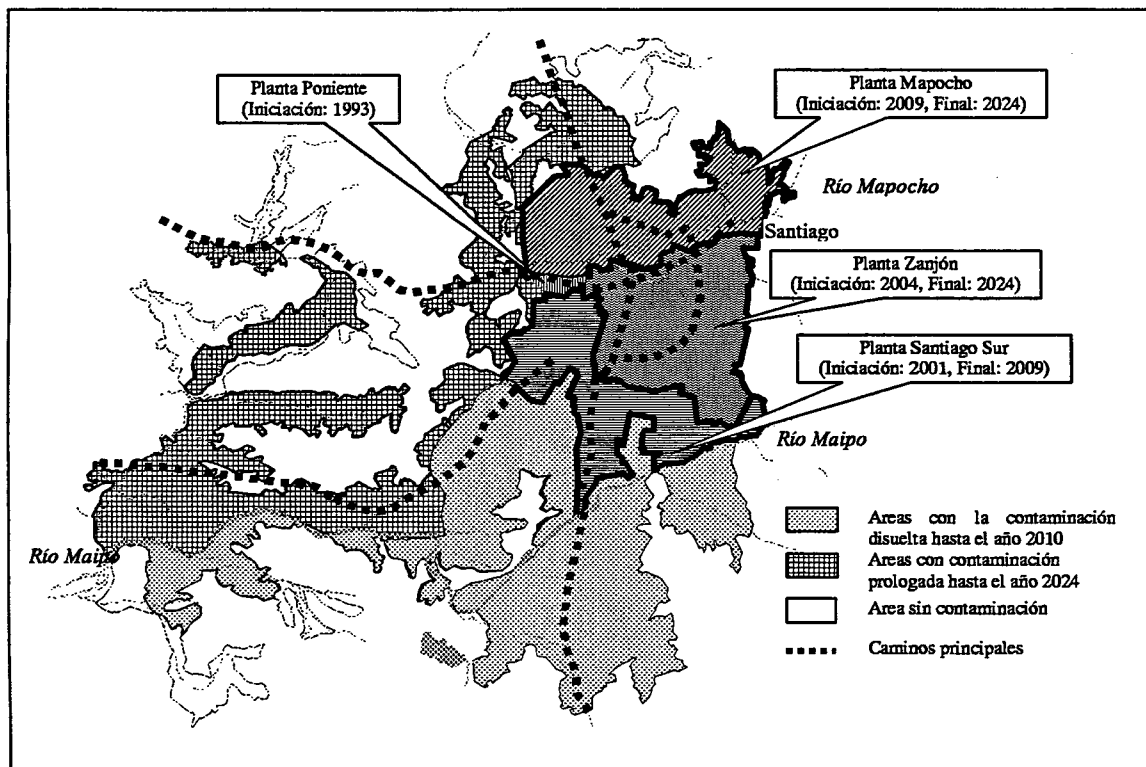 Planta Poniente
(Iniciación: 1993)
Planta Mapocho
(Iniciación: 2009, Final: 2024)
Río Mapocho
Santiago
Planta Zanjón
(Iniciación: 2004, Final: 2024)
Planta Santiago Sur
(Iniciación: 2001, Final: 2009)
Río Maipo
Río Maipo
Areas con la contaminación
disuelta hasta el año 2010
Areas con contaminación
prologada hasta el año 2024
Area sin contaminación
Caminos principales